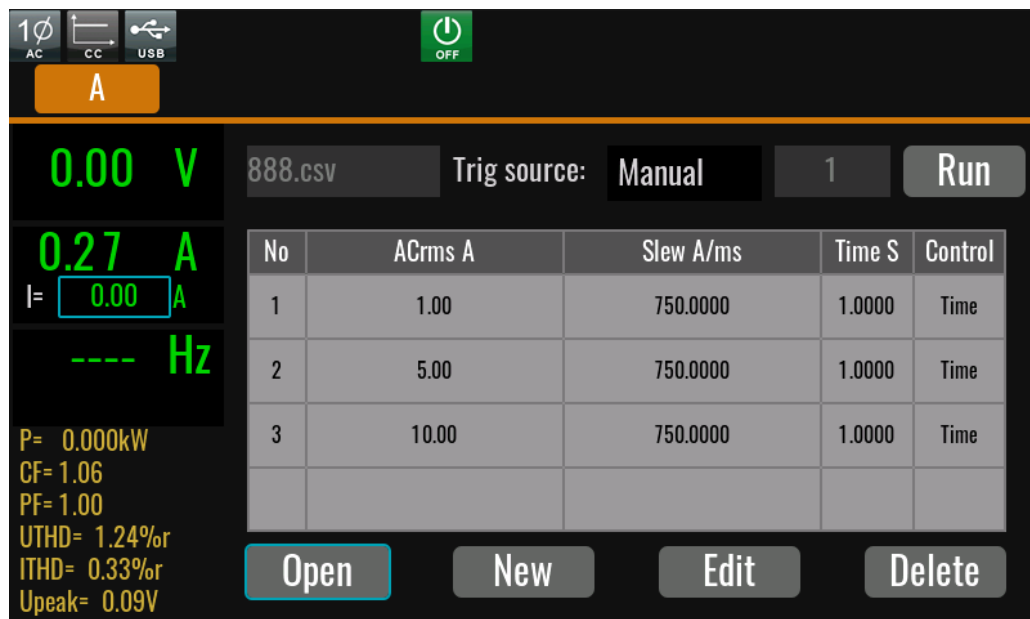 1Ø AC CC USB OFF
A
0.00 V
0.27 A
I= 0.00 A
---- Hz
P= 0.000kW
CF= 1.06
PF= 1.00
UTHD= 1.24%r
ITHD= 0.33%r
Upeak= 0.09V
888.csv Trig source: Manual 1 Run
No ACrms A Slew A/ms Time S Control
1 1.00 750.0000 1.0000 Time
2 5.00 750.0000 1.0000 Time
3 10.00 750.0000 1.0000 Time
Open New Edit Delete